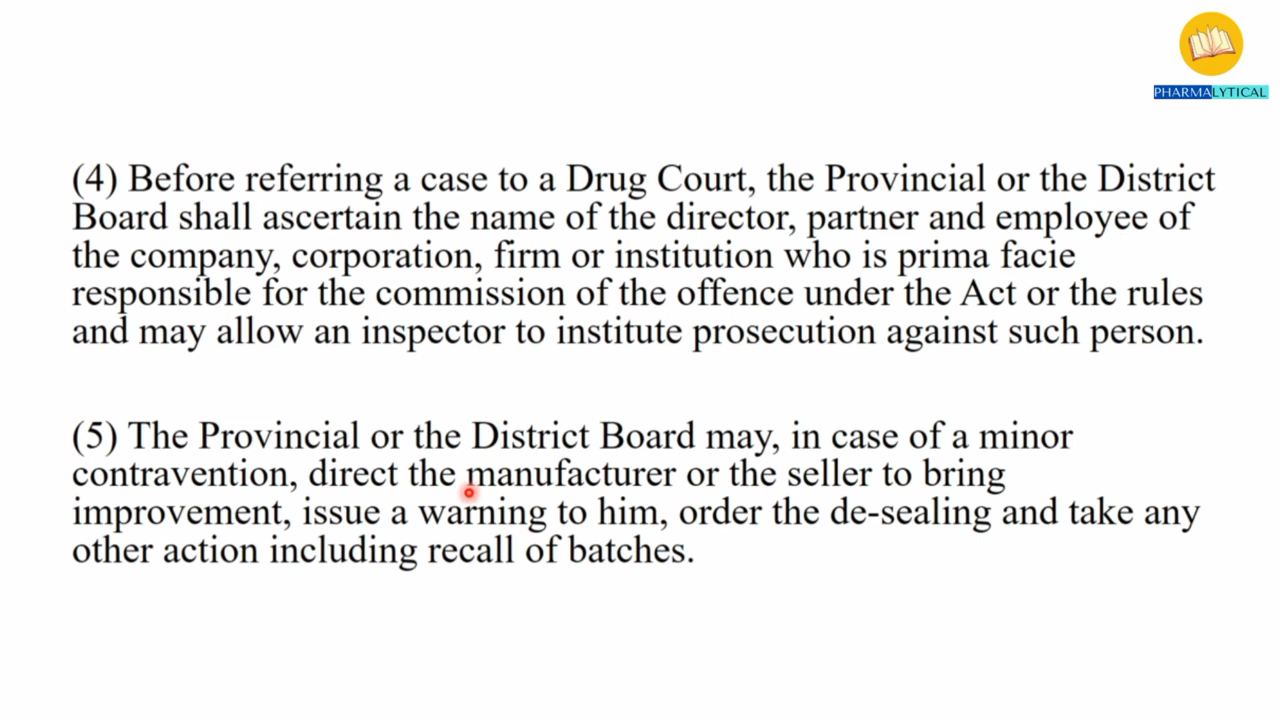 PHARMALYTICAL
(4) Before referring a case to a Drug Court, the Provincial or the District
Board shall ascertain the name of the director, partner and employee of
the company, corporation, firm or institution who is prima facie
responsible for the commission of the offence under the Act or the rules
and may allow an inspector to institute prosecution against such person.
(5) The Provincial or the District Board may, in case of a minor
contravention, direct the manufacturer or the seller to bring
improvement, issue a warning to him, order the de-sealing and take any
other action including recall of batches.